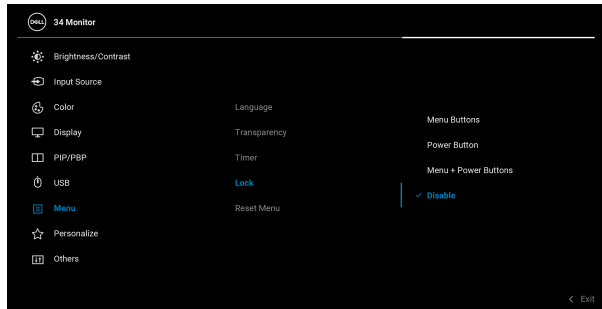 DELL 34 Monitor
Brightness/Contrast
Input Source
Color
Display
PIP/PBP
USB
Menu
Personalize
Others
Language
Transparency
Timer
Lock
Reset Menu
Menu Buttons
Power Button
Menu + Power Buttons
Disable
Exit